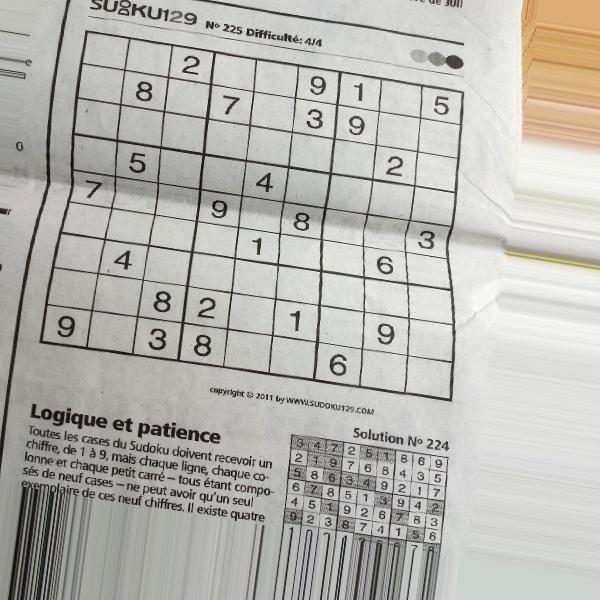 SUDOKU129 N° 225 Difficulté: 4/4
2 9 1 5
8 7 3 9
2
5 4
7 9 8 3
4 1 6
8 2 1 9
9 3 8 6
copyright © 2011 by WWW.SUDOKU129.COM
Logique et patience
Toutes les cases du Sudoku doivent recevoir un
chiffre, de 1 à 9, mais chaque ligne, chaque co-
lonne et chaque petit carré – tous étant compo-
sés de neuf cases – ne peut avoir qu'un seul
exemplaire de ces neuf chiffres. Il existe quatre
Solution N° 224
3 4 7 2 5 1 8 6 9
2 1 9 7 6 8 4 3 5
5 8 6 3 4 9 2 1 7
6 7 8 5 1 3 9 4 2
4 5 1 9 2 6 7 8 3
9 2 3 8 7 4 1 5 6